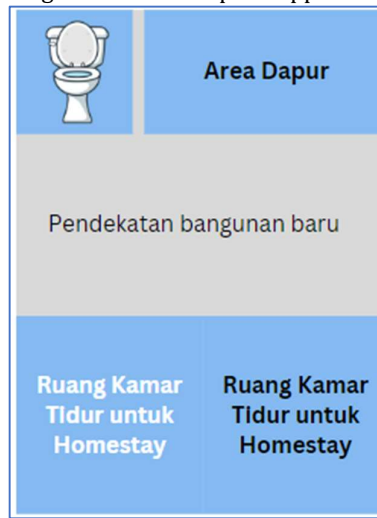 Area Dapur
Pendekatan bangunan baru
Ruang Kamar
Tidur untuk
Homestay
Ruang Kamar
Tidur untuk
Homestay